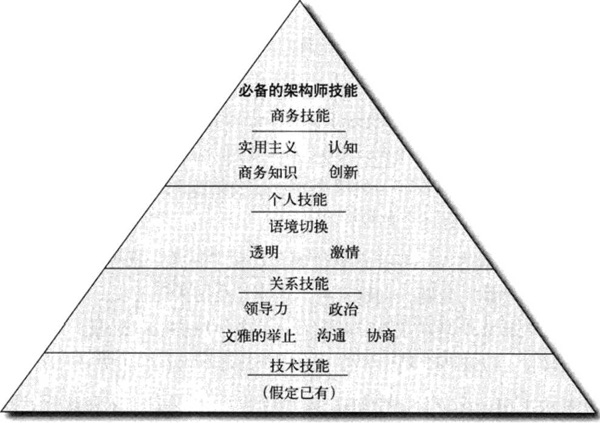 必备的架构师技能
商务技能
实用主义 认知
商务知识 创新
个人技能
语境切换
透明 激情
关系技能
领导力 政治
文雅的举止 沟通 协商
技术技能
(假定已有)